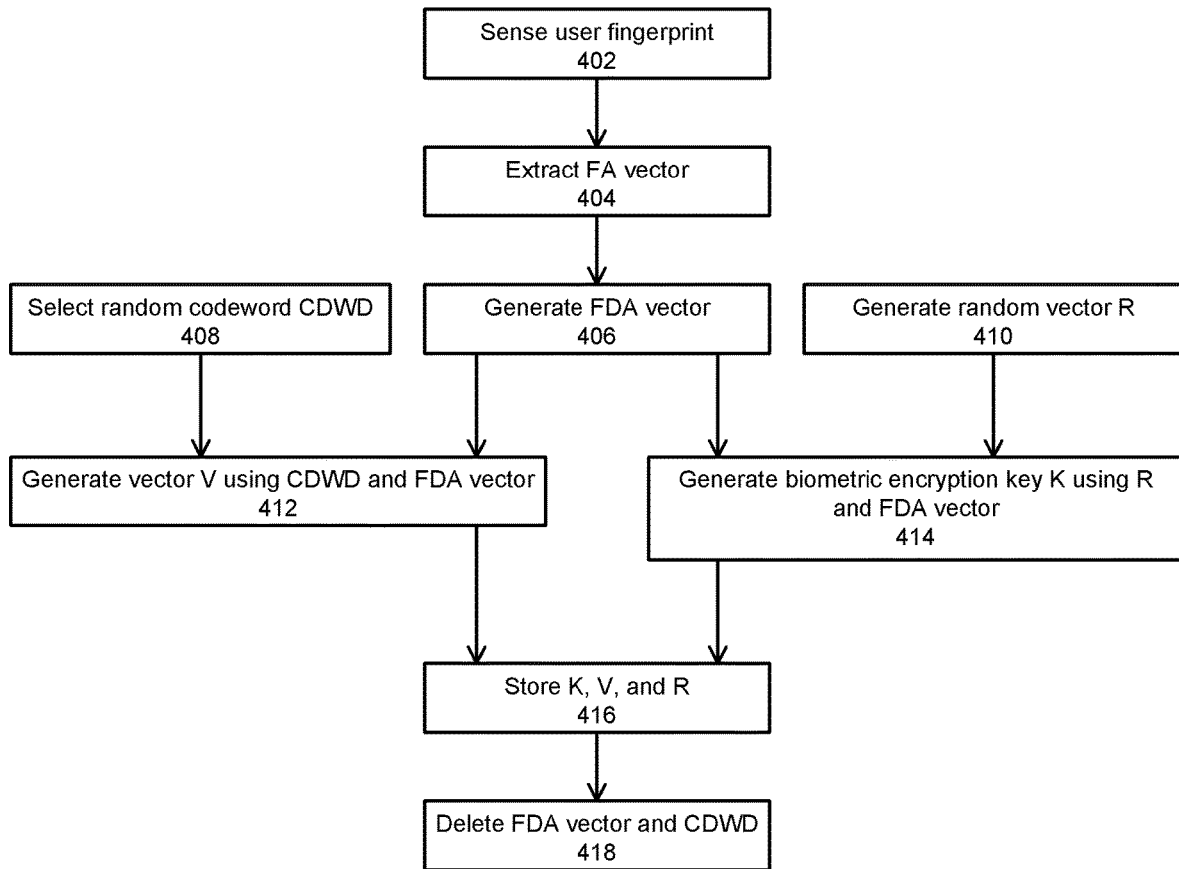 Sense user fingerprint
402
Extract FA vector
404
Select random codeword CDWD
408
Generate FDA vector
406
Generate random vector R
410
Generate vector V using CDWD and FDA vector
412
Generate biometric encryption key K using R
and FDA vector
414
Store K, V, and R
416
Delete FDA vector and CDWD
418